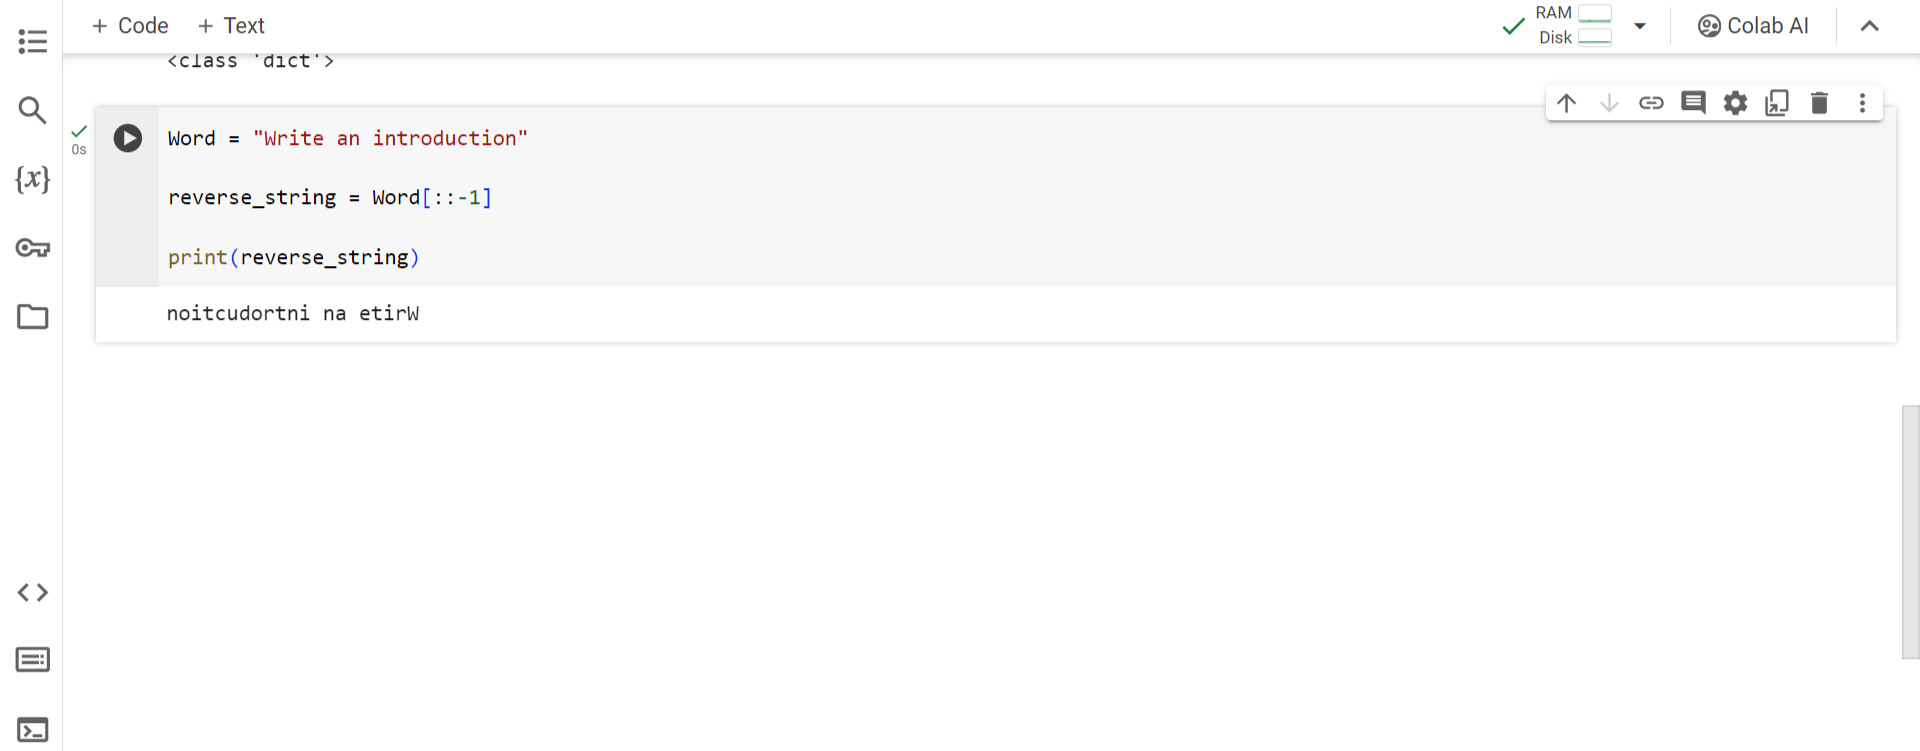 + Code + Text
RAM
Disk
Colab AI
<class 'dict'>
0s
Word = "Write an introduction"
reverse_string = Word[::-1]
{x}
print(reverse_string)
noitcudortni na etirW